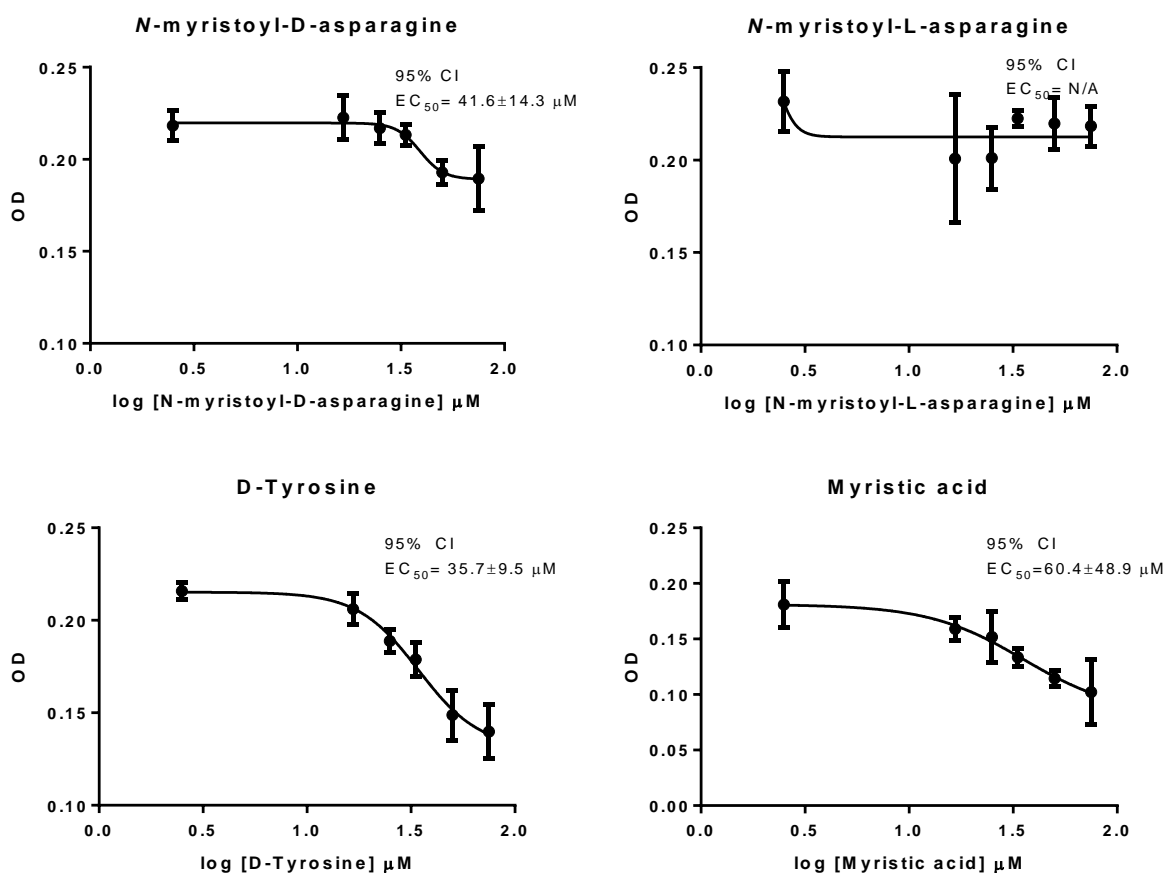 N-myristoyl-D-asparagine
95% CI
EC50= 41.6±14.3 μM
0.25
0.20
0.15
0.10
OD
0.0 0.5 1.0 1.5 2.0
log [N-myristoyl-D-asparagine] μM
N-myristoyl-L-asparagine
95% CI
EC50= N/A
0.25
0.20
0.15
0.10
OD
0.0 0.5 1.0 1.5 2.0
log [N-myristoyl-L-asparagine] μM
D-Tyrosine
95% CI
EC50= 35.7±9.5 μM
0.25
0.20
0.15
0.10
OD
0.0 0.5 1.0 1.5 2.0
log [D-Tyrosine] μM
Myristic acid
95% CI
EC50=60.4±48.9 μM
0.25
0.20
0.15
0.10
0.05
0.00
OD
0.0 0.5 1.0 1.5 2.0
log [Myristic acid] μM